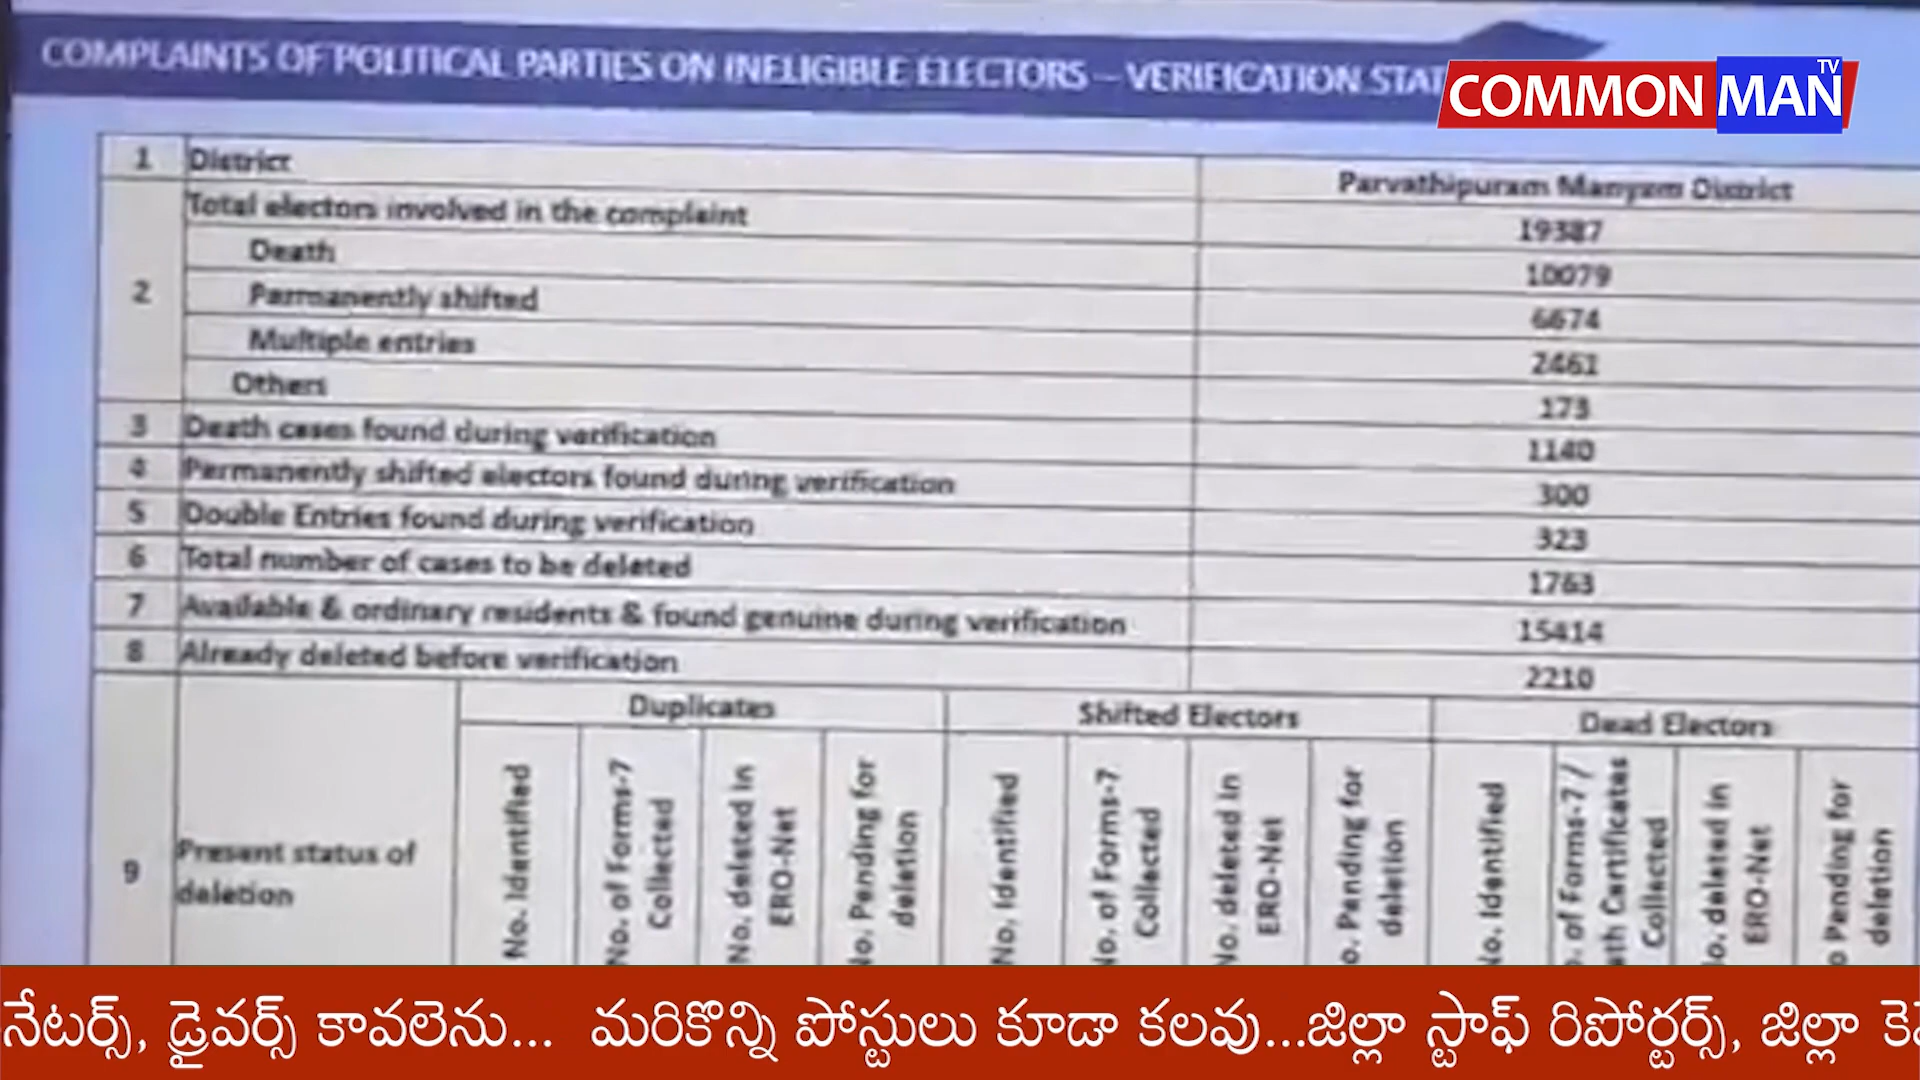 COMPLAINTS OF POLITICAL PARTIES ON INELIGIBLE ELECTORS – VERIFICATION STAT
COMMON MAN TV
1 District Parvathipuram Manyam District
2 Total electors involved in the complaint 19387
Death 10079
Permanently shifted 6674
Multiple entries 2461
Others 173
3 Death cases found during verification 1140
4 Permanently shifted electors found during verification 300
5 Double Entries found during verification 323
6 Total number of cases to be deleted 1763
7 Available & ordinary residents & found genuine during verification 15414
8 Already deleted before verification 2210
9 Present status of
deletion
Duplicates
No. Identified
No. of Forms-7
Collected
No. deleted in
ERO-Net
No. Pending for
deletion
Shifted Electors
No. Identified
No. of Forms-7
Collected
No. deleted in
ERO-Net
o. Pending for
deletion
Dead Electors
No. Identified
o. of Forms-7 /
ath Certificates
Collected
lo. deleted in
ERO-Net
o Pending for
deletion
నేటర్స్, డ్రైవర్స్ కావలెను... మరికొన్ని పోస్టులు కూడా కలవు...జిల్లా స్టాఫ్ రిపోర్టర్స్, జిల్లా కె